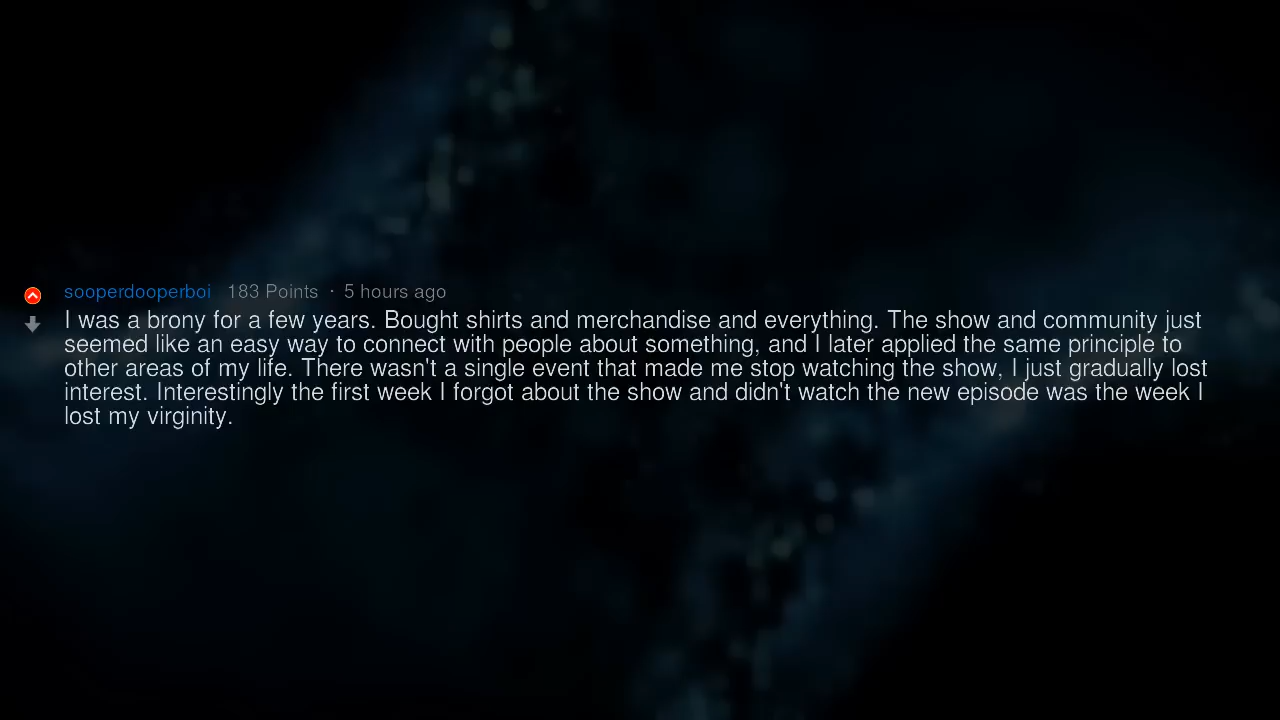 sooperdooperboi 183 Points · 5 hours ago
I was a brony for a few years. Bought shirts and merchandise and everything. The show and community just
seemed like an easy way to connect with people about something, and I later applied the same principle to
other areas of my life. There wasn't a single event that made me stop watching the show, I just gradually lost
interest. Interestingly the first week I forgot about the show and didn't watch the new episode was the week I
lost my virginity.